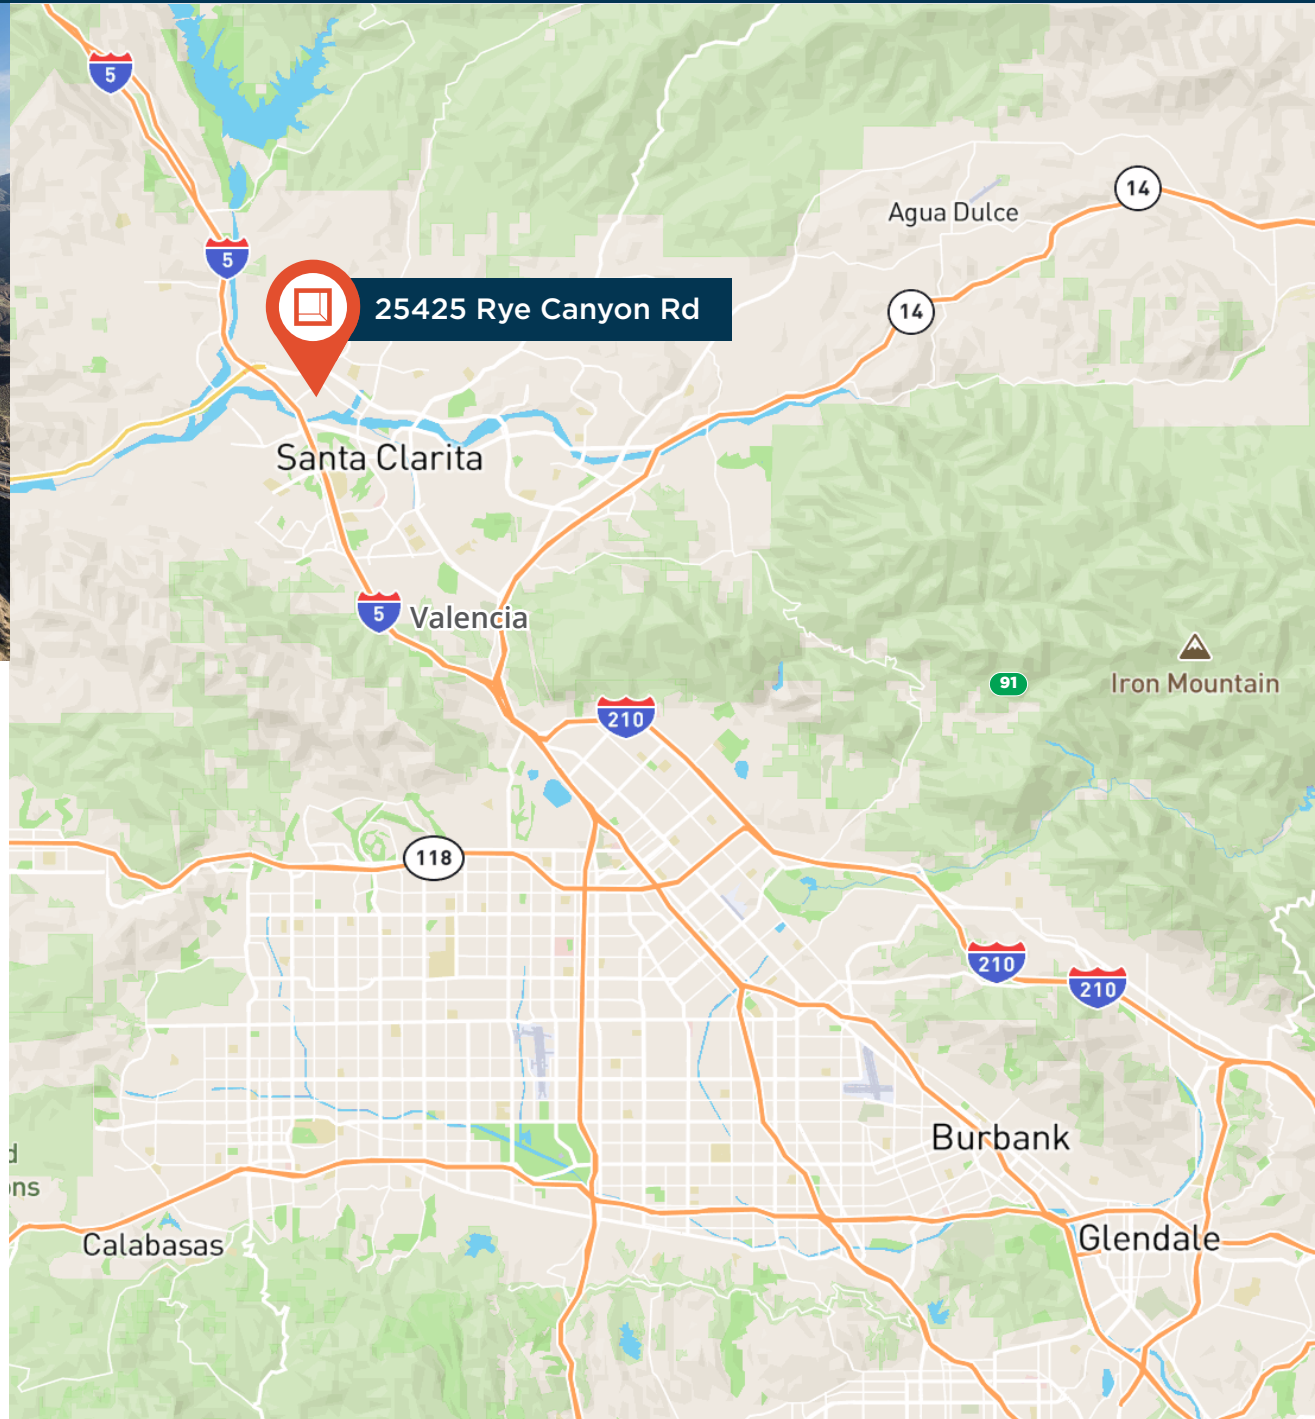 5
14
Agua Dulce
5
25425 Rye Canyon Rd
14
Santa Clarita
5
Valencia
91
Iron Mountain
210
118
210
210
Burbank
d
ons
Glendale
Calabasas